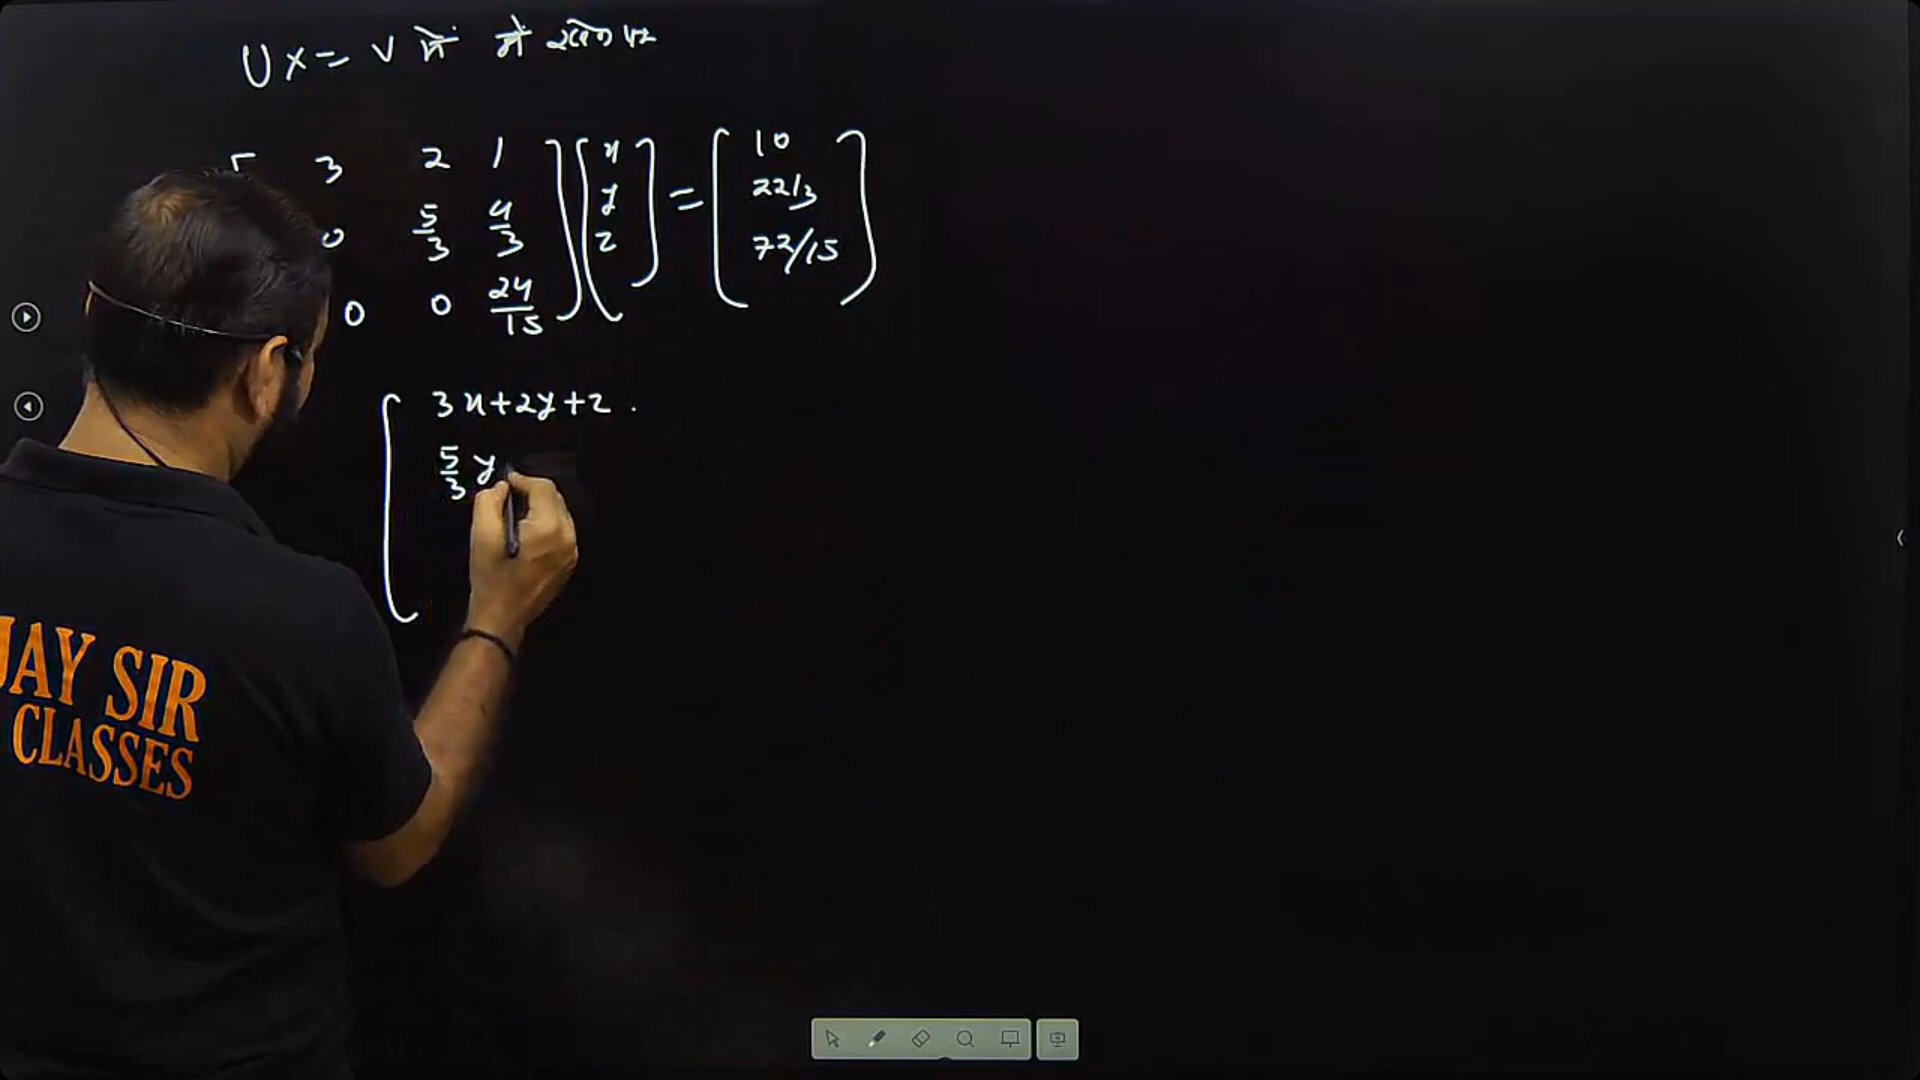 UX = V में
3 2 1 x = 10
0 5/3 4/3 y 22/3
0 0 24/15 z 72/15
3x+2y+z
5/3 y
JAY SIR
CLASSES